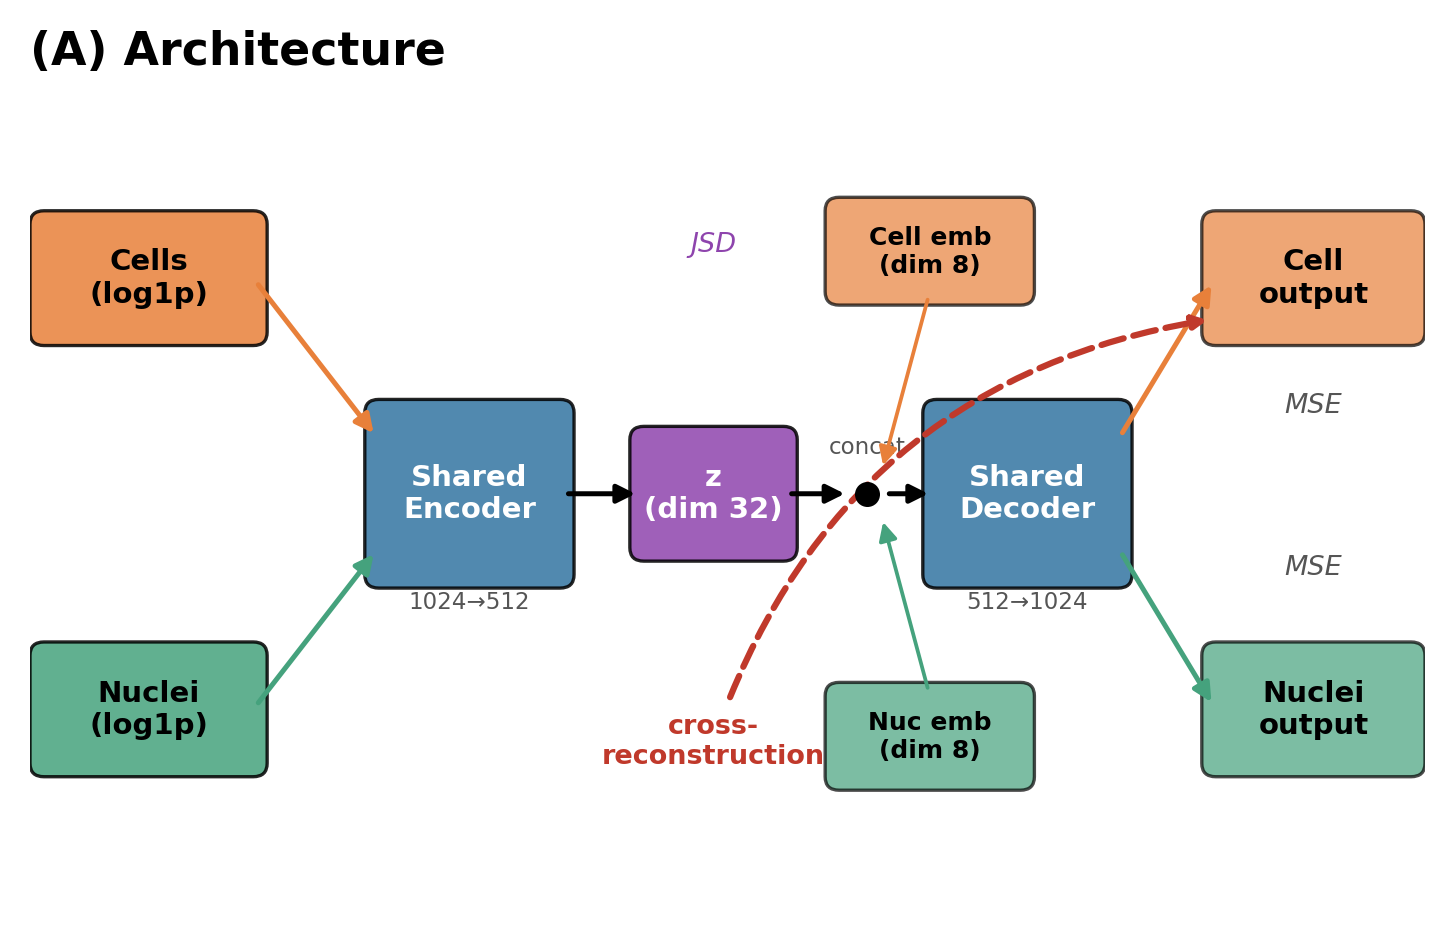 (A) Architecture
Cells
(log1p)
JSD
Cell emb
(dim 8)
Cell
output
MSE
concat
Shared
Encoder
z
(dim 32)
Shared
Decoder
1024→512
512→1024
MSE
Nuclei
(log1p)
cross-
reconstruction
Nuc emb
(dim 8)
Nuclei
output